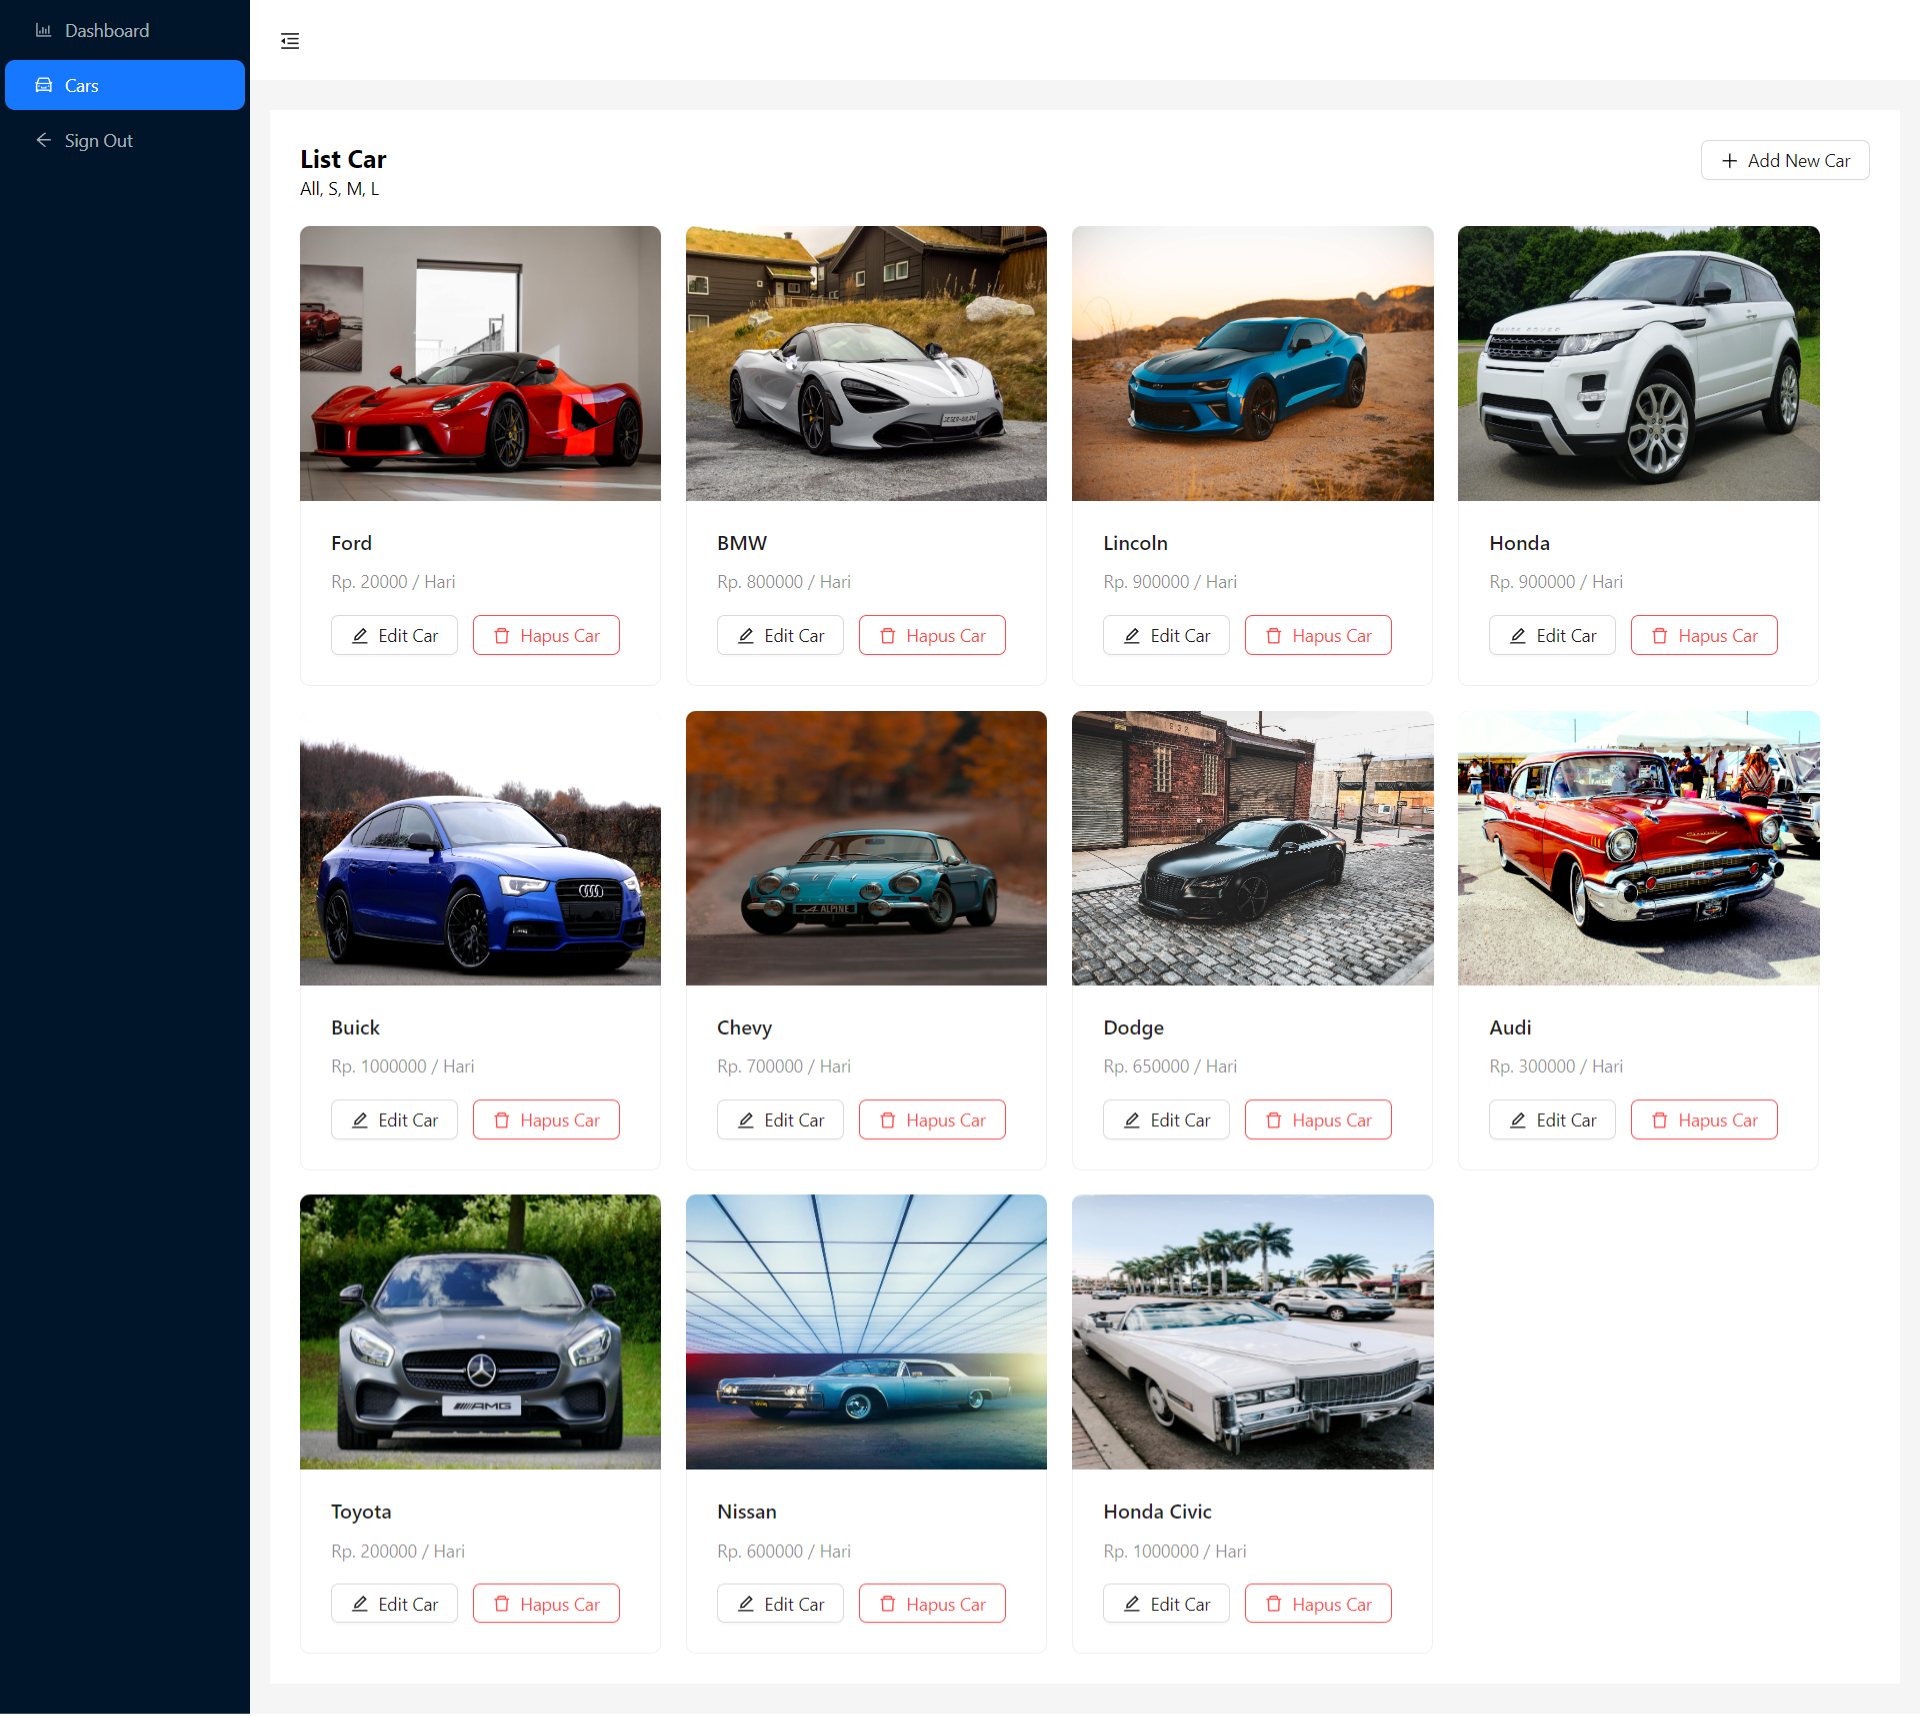 Dashboard
Cars
Sign Out
List Car
All, S, M, L
Add New Car
RANGE ROVER
Ford
BMW
Lincoln
Honda
Rp. 20000 / Hari
Rp. 800000 / Hari
Rp. 900000 / Hari
Rp. 900000 / Hari
Edit Car Hapus Car
Edit Car Hapus Car
Edit Car Hapus Car
Edit Car Hapus Car
ALPINE
Buick
Chevy
Dodge
Audi
Rp. 1000000 / Hari
Rp. 700000 / Hari
Rp. 650000 / Hari
Rp. 300000 / Hari
Edit Car Hapus Car
Edit Car Hapus Car
Edit Car Hapus Car
Edit Car Hapus Car
AMG
Toyota
Nissan
Honda Civic
Rp. 200000 / Hari
Rp. 600000 / Hari
Rp. 1000000 / Hari
Edit Car Hapus Car
Edit Car Hapus Car
Edit Car Hapus Car